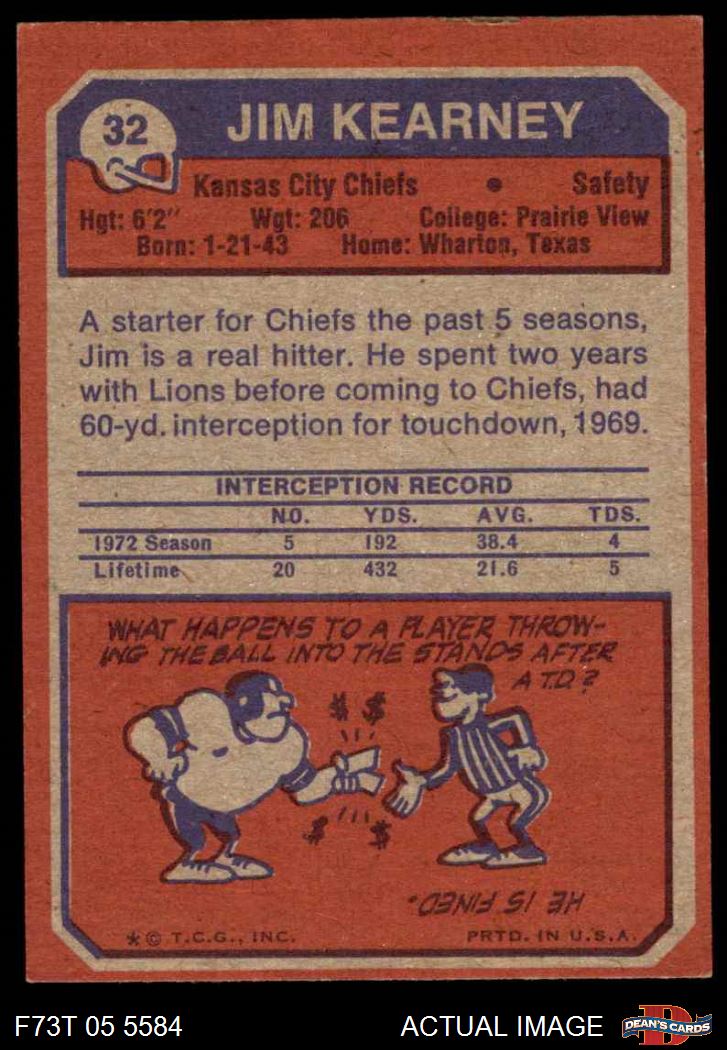 32
JIM KEARNEY
Kansas City Chiefs • Safety
Hgt: 6'2" Wgt: 206 College: Prairie View
Born: 1-21-43 Home: Wharton, Texas
A starter for Chiefs the past 5 seasons,
Jim is a real hitter. He spent two years
with Lions before coming to Chiefs, had
60-yd. interception for touchdown, 1969.
INTERCEPTION RECORD
NO. YDS. AVG. TDS.
1972 Season 5 192 38.4 4
Lifetime 20 432 21.6 5
WHAT HAPPENS TO A PLAYER THROW-
ING THE BALL INTO THE STANDS AFTER
A T.D.?
$ $
$ $
HE IS FINED.
* © T.C.G., INC. PRTD. IN U.S.A.
F73T 05 5584 ACTUAL IMAGE
D
DEAN'S CARDS